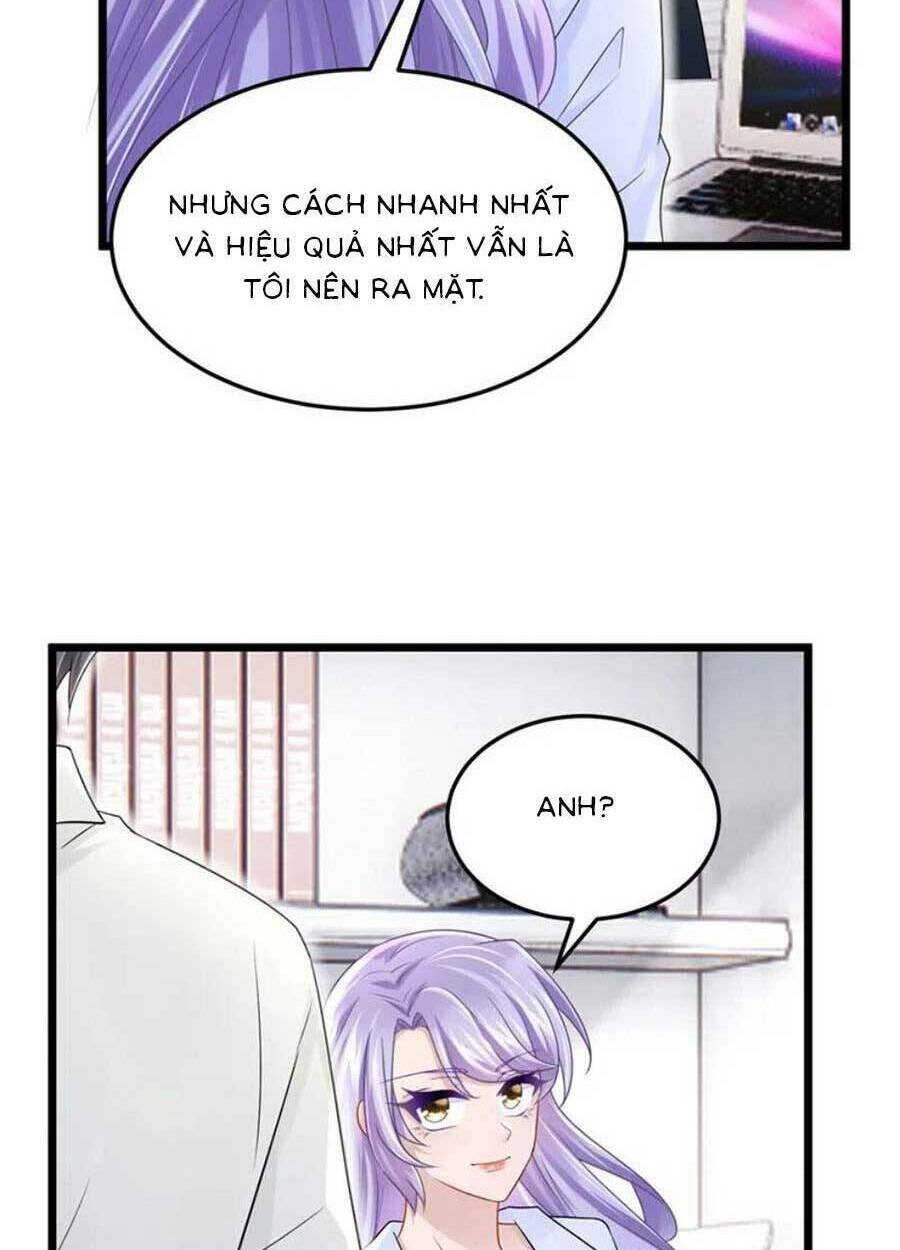 NHƯNG CÁCH NHANH NHẤT
VÀ HIỆU QUẢ NHẤT VẪN LÀ
TÔI NÊN RA MẶT.
ANH?